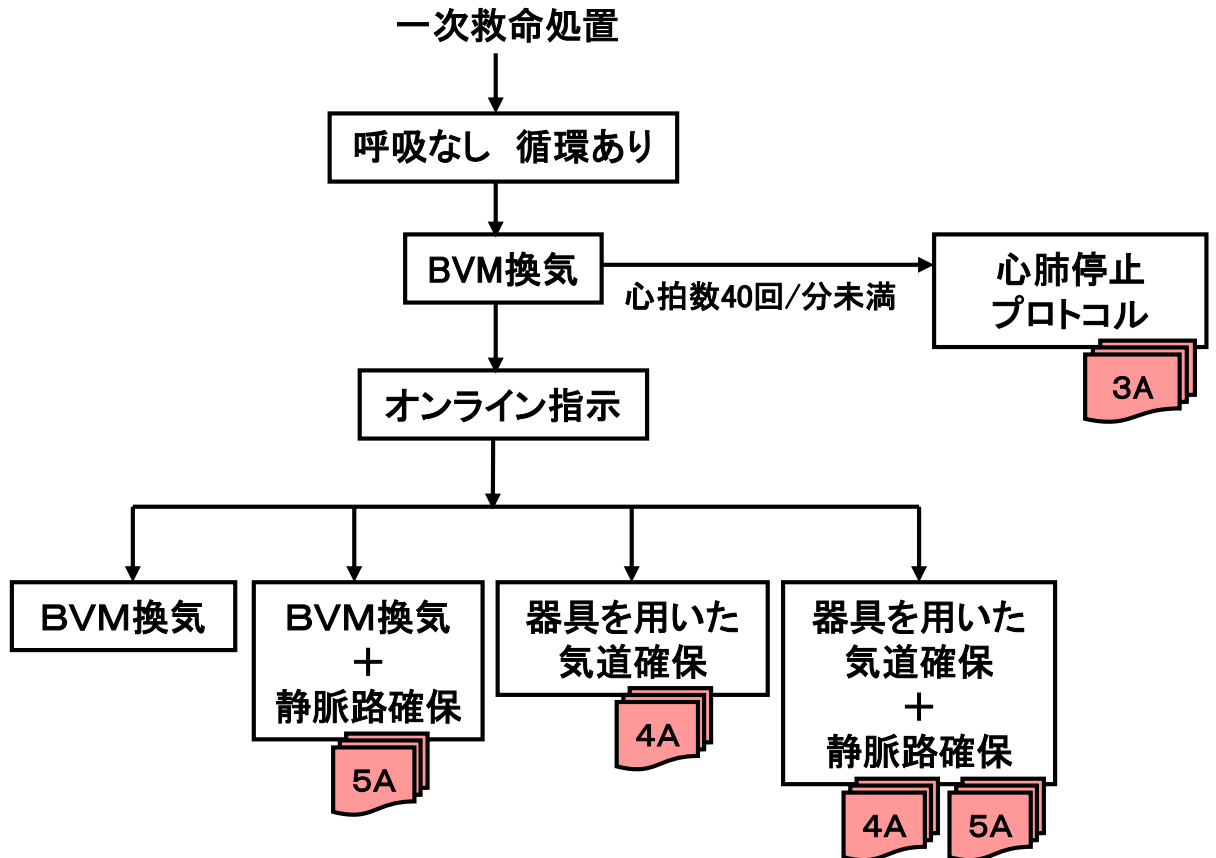 一次救命処置
呼吸なし　循環あり
BVM換気
心拍数40回/分未満
心肺停止
プロトコル
3A
オンライン指示
BVM換気
BVM換気
＋
静脈路確保
5A
器具を用いた
気道確保
4A
器具を用いた
気道確保
＋
静脈路確保
4A
5A